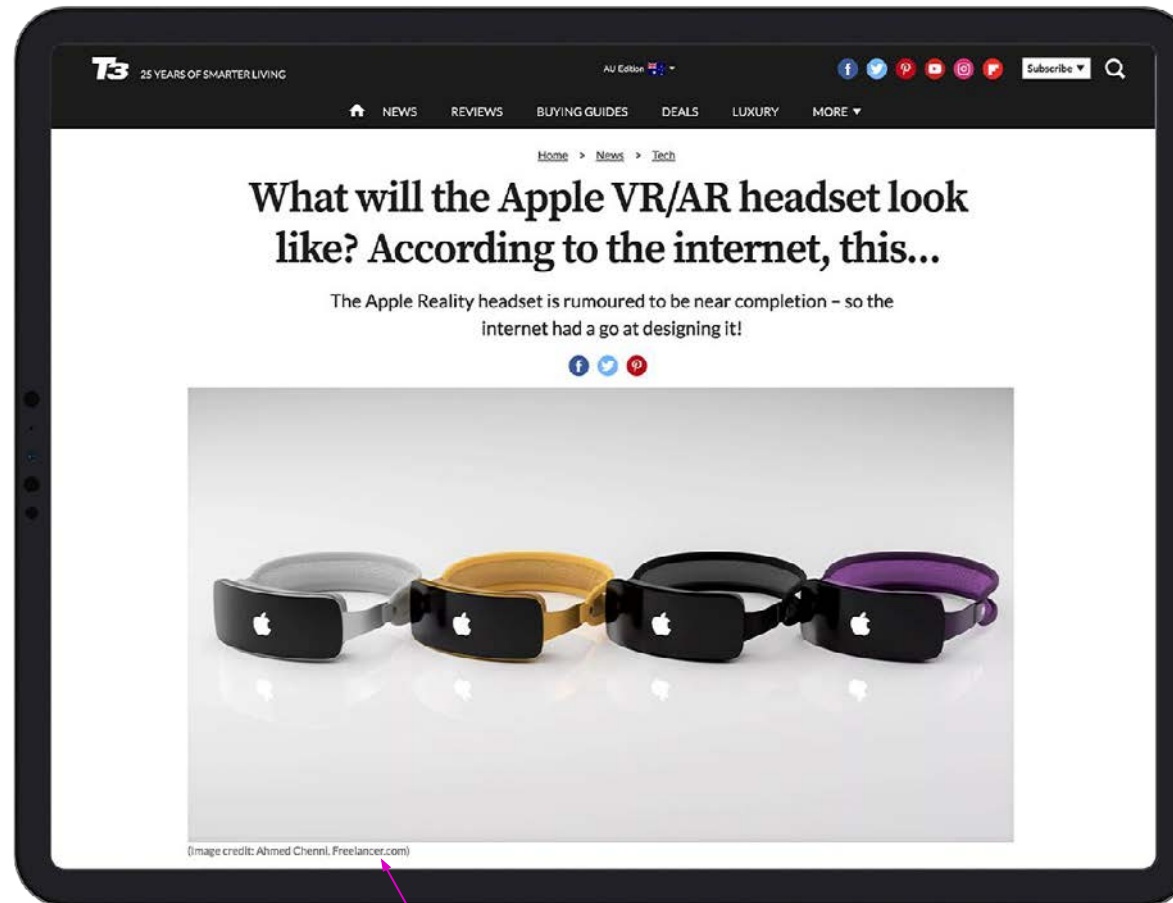 T3 25 YEARS OF SMARTER LIVING
AU Edition
Subscribe
NEWS REVIEWS BUYING GUIDES DEALS LUXURY MORE
Home > News > Tech
What will the Apple VR/AR headset look
like? According to the internet, this...
The Apple Reality headset is rumoured to be near completion – so the
internet had a go at designing it!
(Image credit: Ahmed Chenni, Freelancer.com)